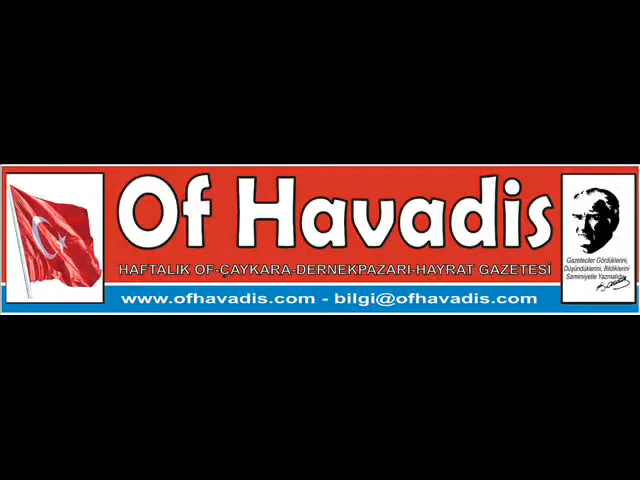 Of Havadis
HAFTALIK OF-ÇAYKARA-DERNEKPAZARI-HAYRAT GAZETESİ
www.ofhavadis.com - bilgi@ofhavadis.com
Gazeteciler Gördüklerini,
Düşündüklerini, Bildiklerini
Samimiyetle Yazmalıdır.